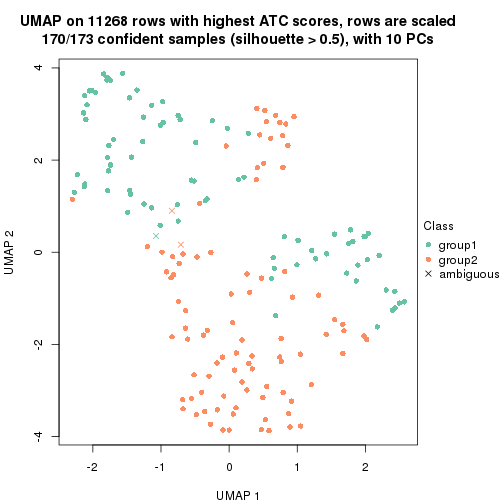 UMAP on 11268 rows with highest ATC scores, rows are scaled
170/173 confident samples (silhouette > 0.5), with 10 PCs
4
2
0
-2
-4
UMAP 2
-2
-1
0
1
2
UMAP 1
Class
group1
group2
ambiguous